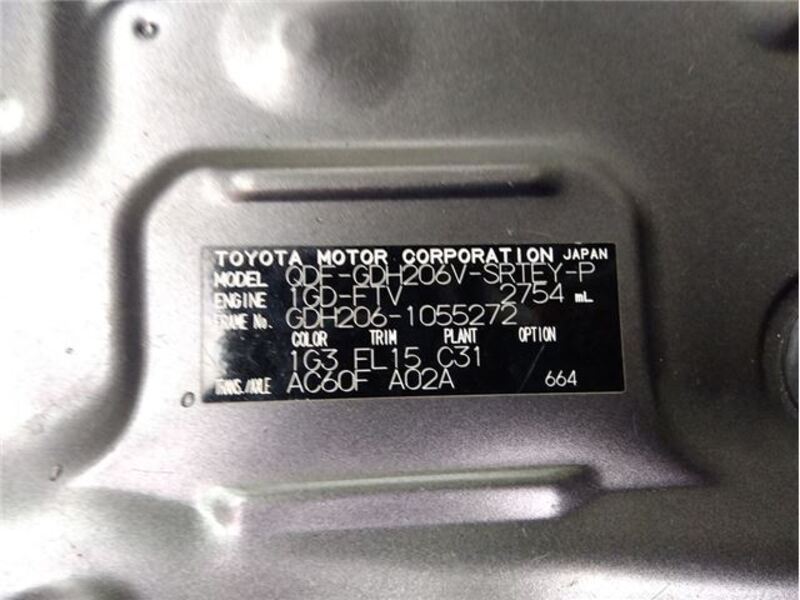 TOYOTA MOTOR CORPORATION JAPAN
MODEL QDF-GDH206V-SRTEY-P
ENGINE 1GD-FTV 2754 mL
FRAME No. GDH206-1055272
COLOR TRIM PLANT OPTION
1G3 FL15 C31
TRANS./AXLE AC60F A02A 664